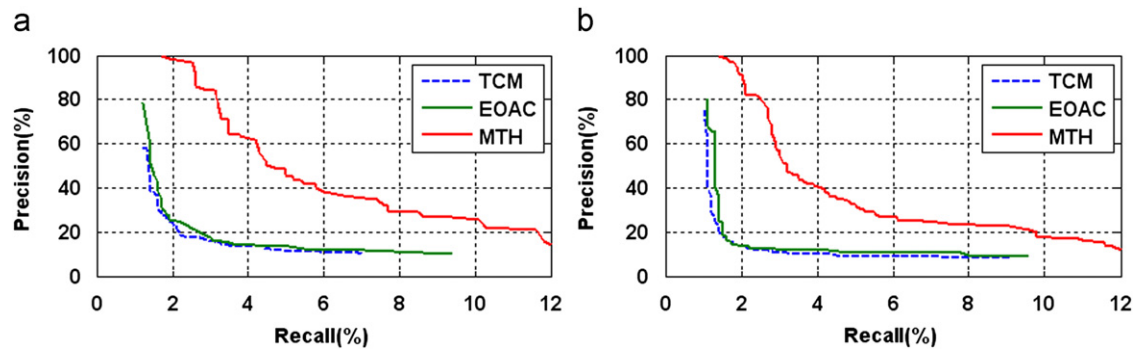 a
100
80
60
40
20
0
Precision(%)
0 2 4 6 8 10 12
Recall(%)
TCM
EOAC
MTH
b
100
80
60
40
20
0
Precision(%)
0 2 4 6 8 10 12
Recall(%)
TCM
EOAC
MTH